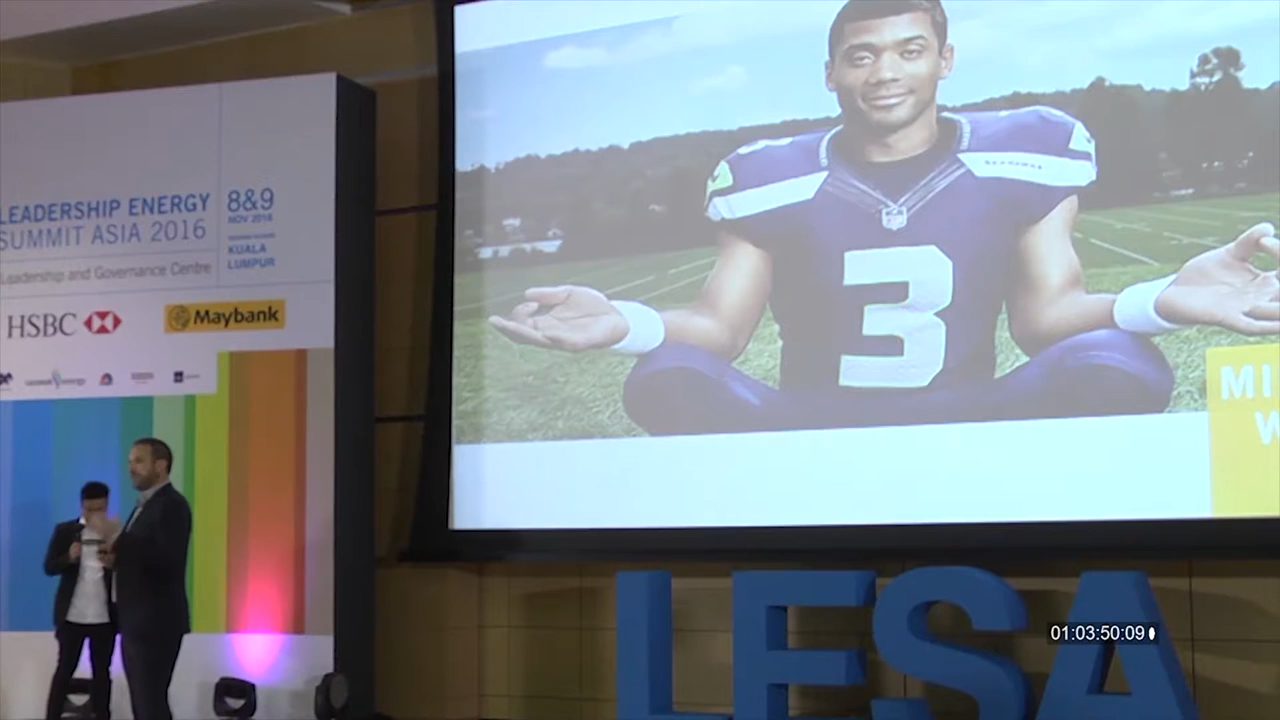 LEADERSHIP ENERGY
SUMMIT ASIA 2016
8&9
NOV 2016
KUALA
LUMPUR
Leadership and Governance Centre
HSBC
Maybank
3
MI
W
LESA
01:03:50:09